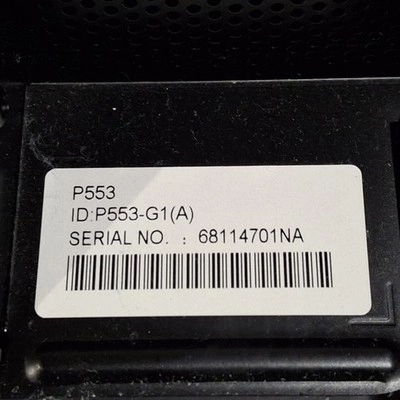 P553
ID:P553-G1(A)
SERIAL NO. : 68114701NA